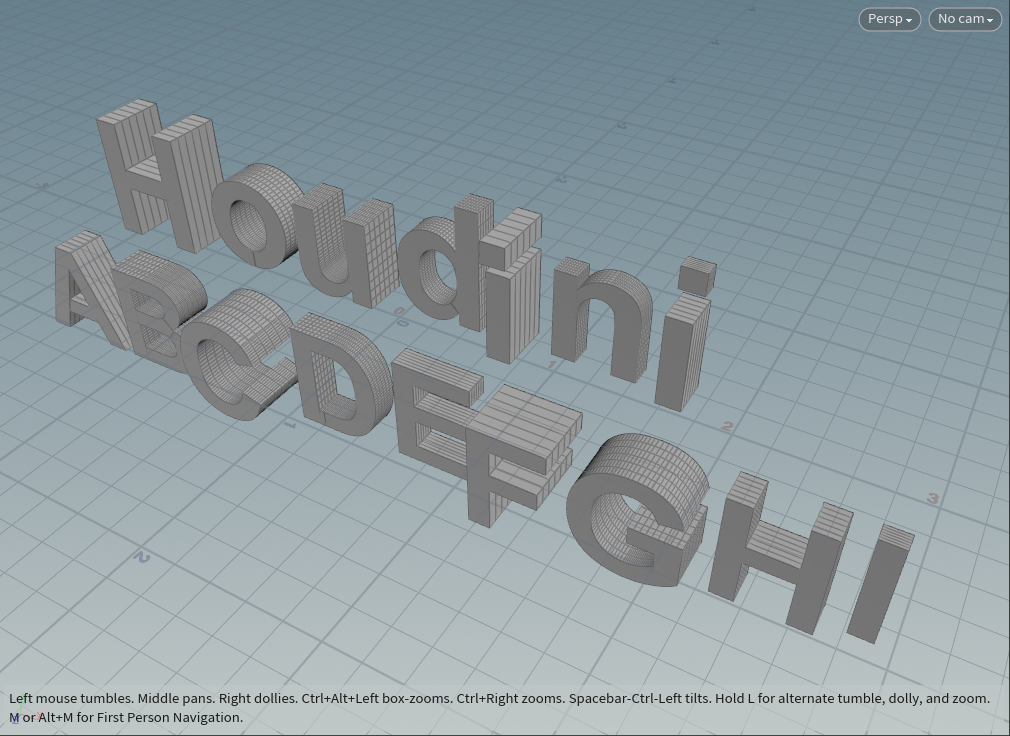 Persp
No cam
Houdini
ABCDEFGHI
1
2
3
1
2
Left mouse tumbles. Middle pans. Right dollies. Ctrl+Alt+Left box-zooms. Ctrl+Right zooms. Spacebar-Ctrl-Left tilts. Hold L for alternate tumble, dolly, and zoom.
M or Alt+M for First Person Navigation.